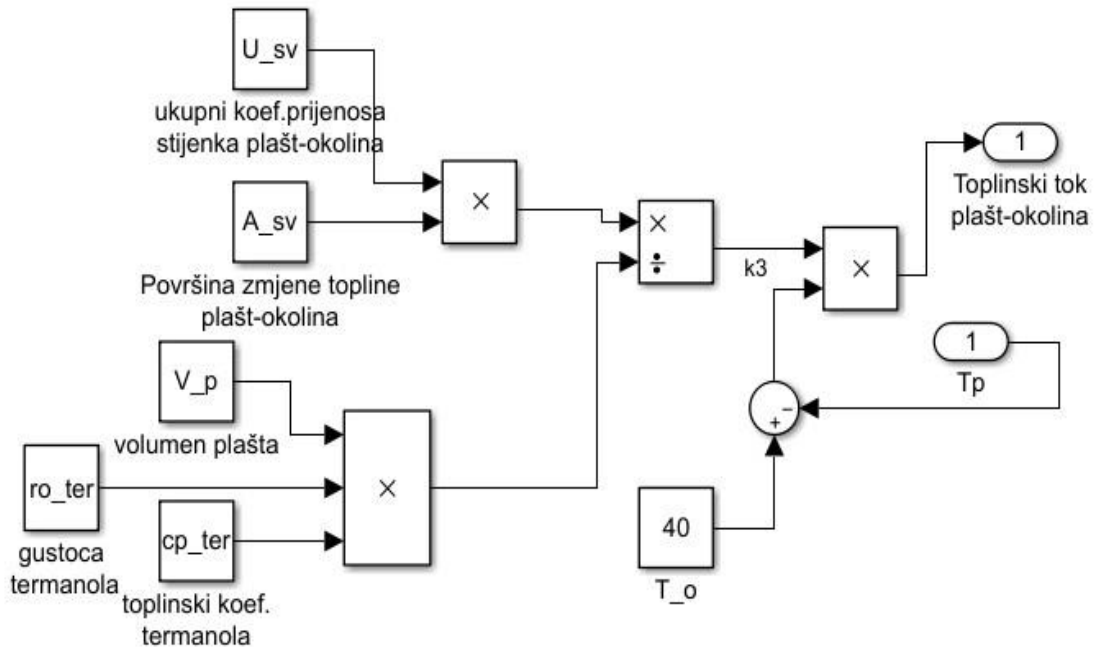 U_sv
ukupni koef.prijenosa
stijenka plašt-okolina
A_sv
Površina zmjene topline
plašt-okolina
×
×
÷
k3
×
1
Toplinski tok
plašt-okolina
1
Tp
V_p
volumen plašta
ro_ter
gustoca
termanola
cp_ter
toplinski koef.
termanola
×
+ −
40
T_o